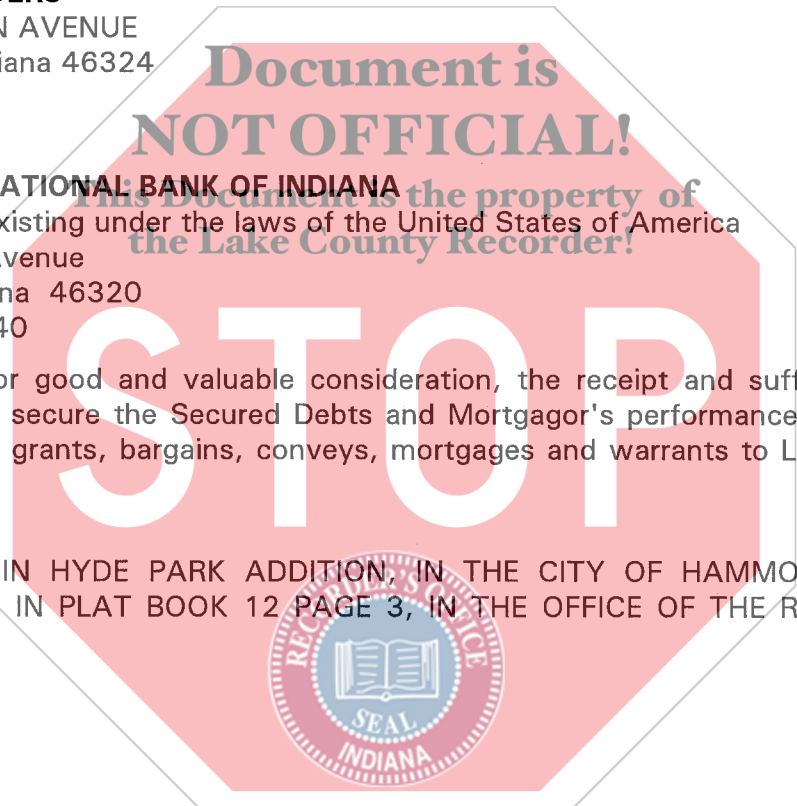 N AVENUE
iana 46324
Document is
NOT OFFICIAL!
ATIONAL BANK OF INDIANA
This Document is the property of
xisting under the laws of the United States of America
the Lake County Recorder!
venue
na 46320
40
STOP
or good and valuable consideration, the receipt and suff
secure the Secured Debts and Mortgagor's performance
grants, bargains, conveys, mortgages and warrants to L
IN HYDE PARK ADDITION, IN THE CITY OF HAMMO
IN PLAT BOOK 12 PAGE 3, IN THE OFFICE OF THE R
RECORDER'S OFFICE
SEAL
INDIANA